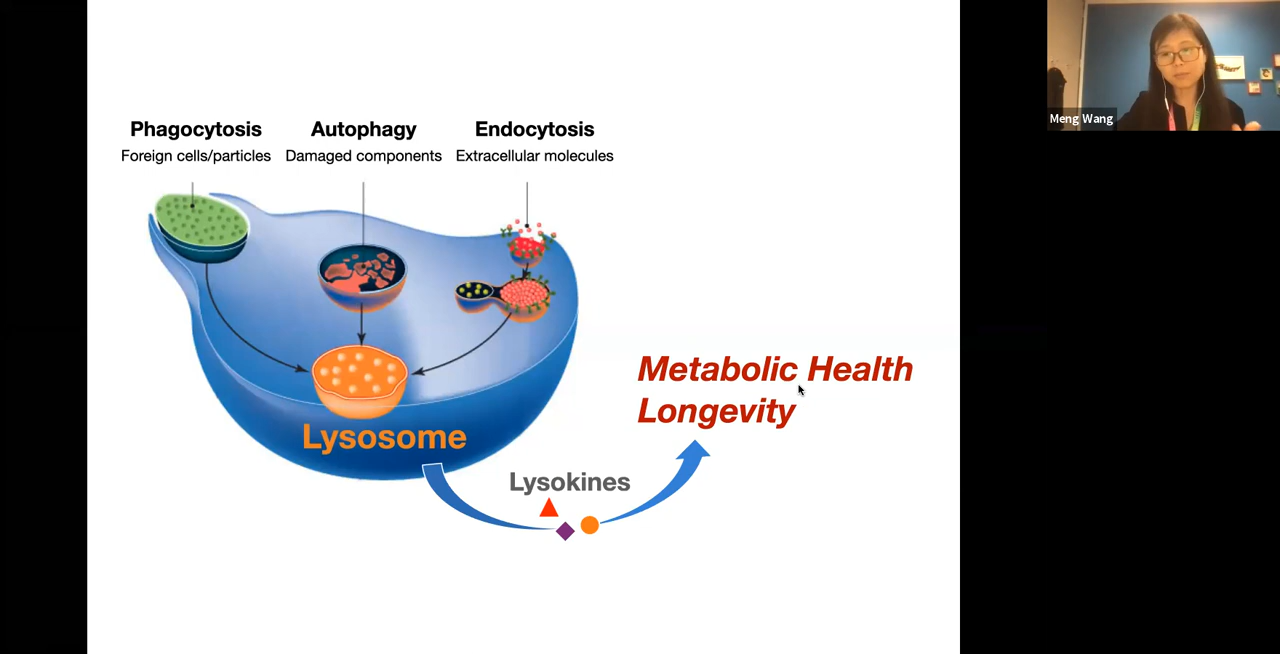 Phagocytosis
Foreign cells/particles
Autophagy
Damaged components
Endocytosis
Extracellular molecules
Lysosome
Metabolic Health
Longevity
Lysokines
Meng Wang